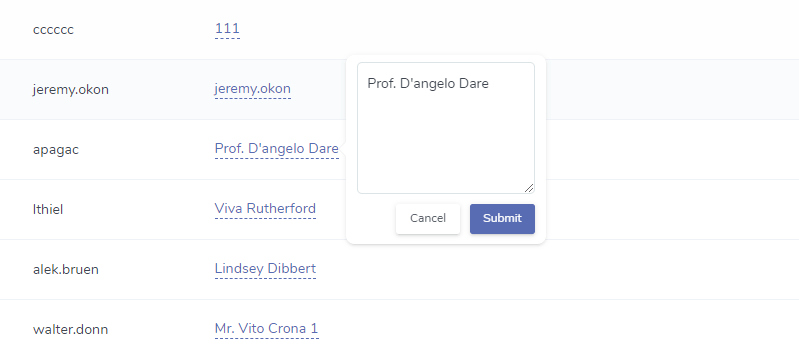 cccccc 111
jeremy.okon jeremy.okon
Prof. D'angelo Dare
apagac Prof. D'angelo Dare
lthiel Viva Rutherford
Cancel Submit
alek.bruen Lindsey Dibbert
walter.donn Mr. Vito Crona 1